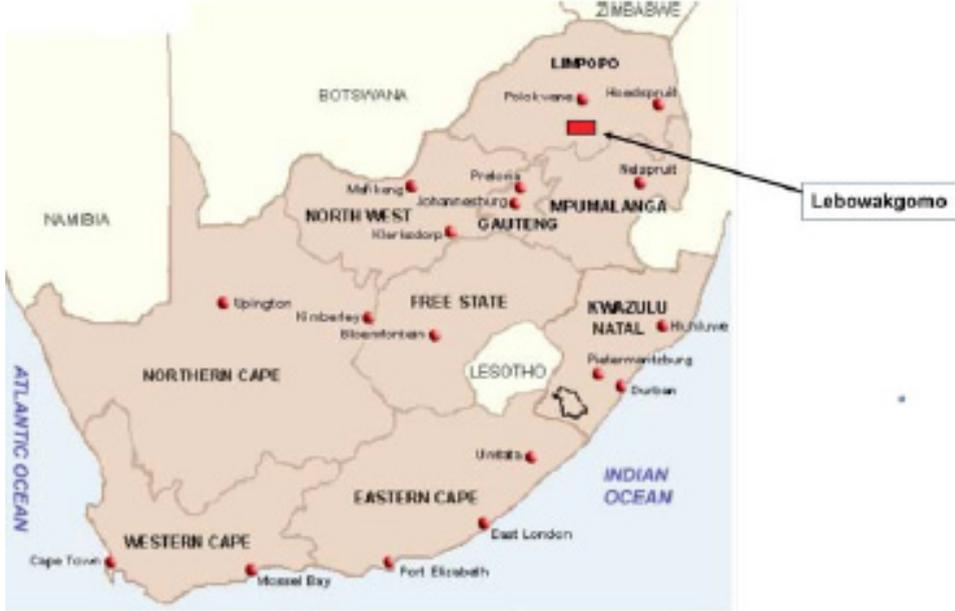 ZIMBABWE
LIMPOPO
BOTSWANA
Polokwane
Hoedspruit
Nelspruit
Pretoria
Mafikeng
Johannesburg
Lebowakgomo
NORTH WEST
MPUMALANGA
NAMIBIA
GAUTENG
Klerksdorp
Upington
FREE STATE
KWAZULU
NATAL
Kimberley
Hluhluwe
Bloemfontein
Pietermaritzburg
LESOTHO
NORTHERN CAPE
Durban
ATLANTIC OCEAN
Umtata
INDIAN
OCEAN
EASTERN CAPE
East London
WESTERN CAPE
Cape Town
Port Elizabeth
Mossel Bay